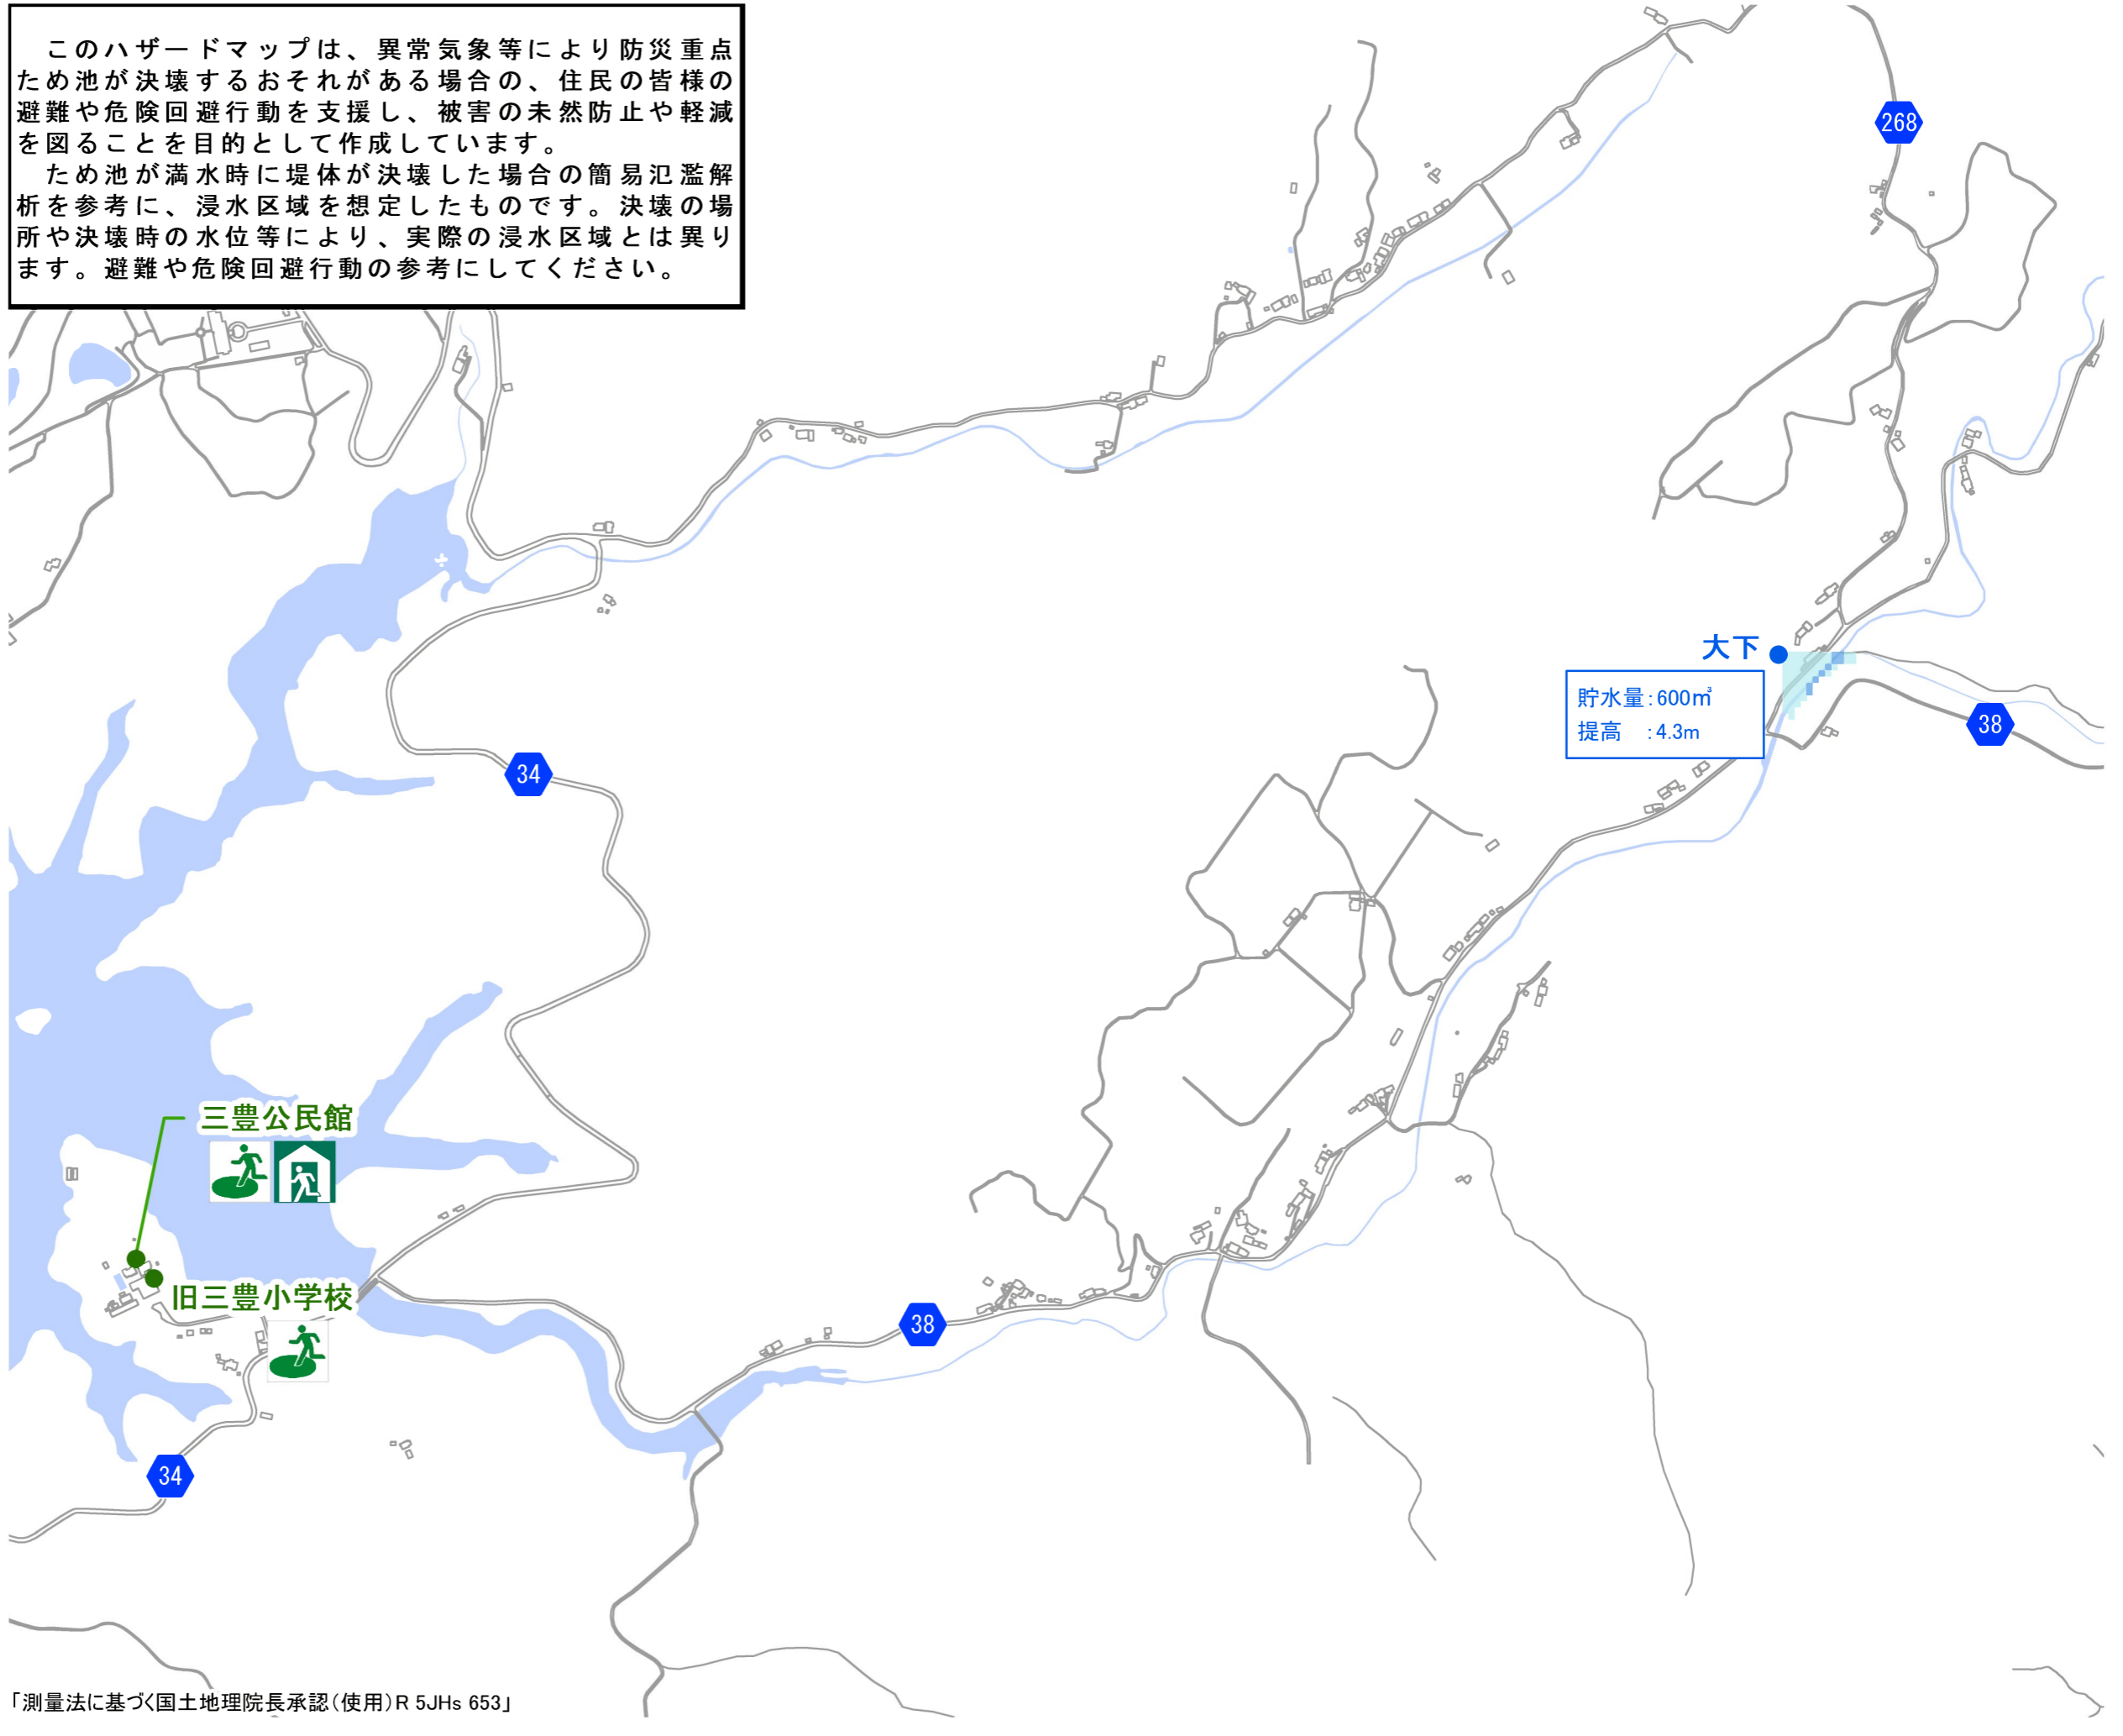 このハザードマップは、異常気象等により防災重点
ため池が決壊するおそれがある場合の、住民の皆様の
避難や危険回避行動を支援し、被害の未然防止や軽減
を図ることを目的として作成しています。
ため池が満水時に堤体が決壊した場合の簡易氾濫解
析を参考に、浸水区域を想定したものです。決壊の場
所や決壊時の水位等により、実際の浸水区域とは異り
ます。避難や危険回避行動の参考にしてください。
268
大下
貯水量:600㎥
提高 :4.3m
38
34
三豊公民館
旧三豊小学校
38
34
「測量法に基づく国土地理院長承認(使用)R 5JHs 653」